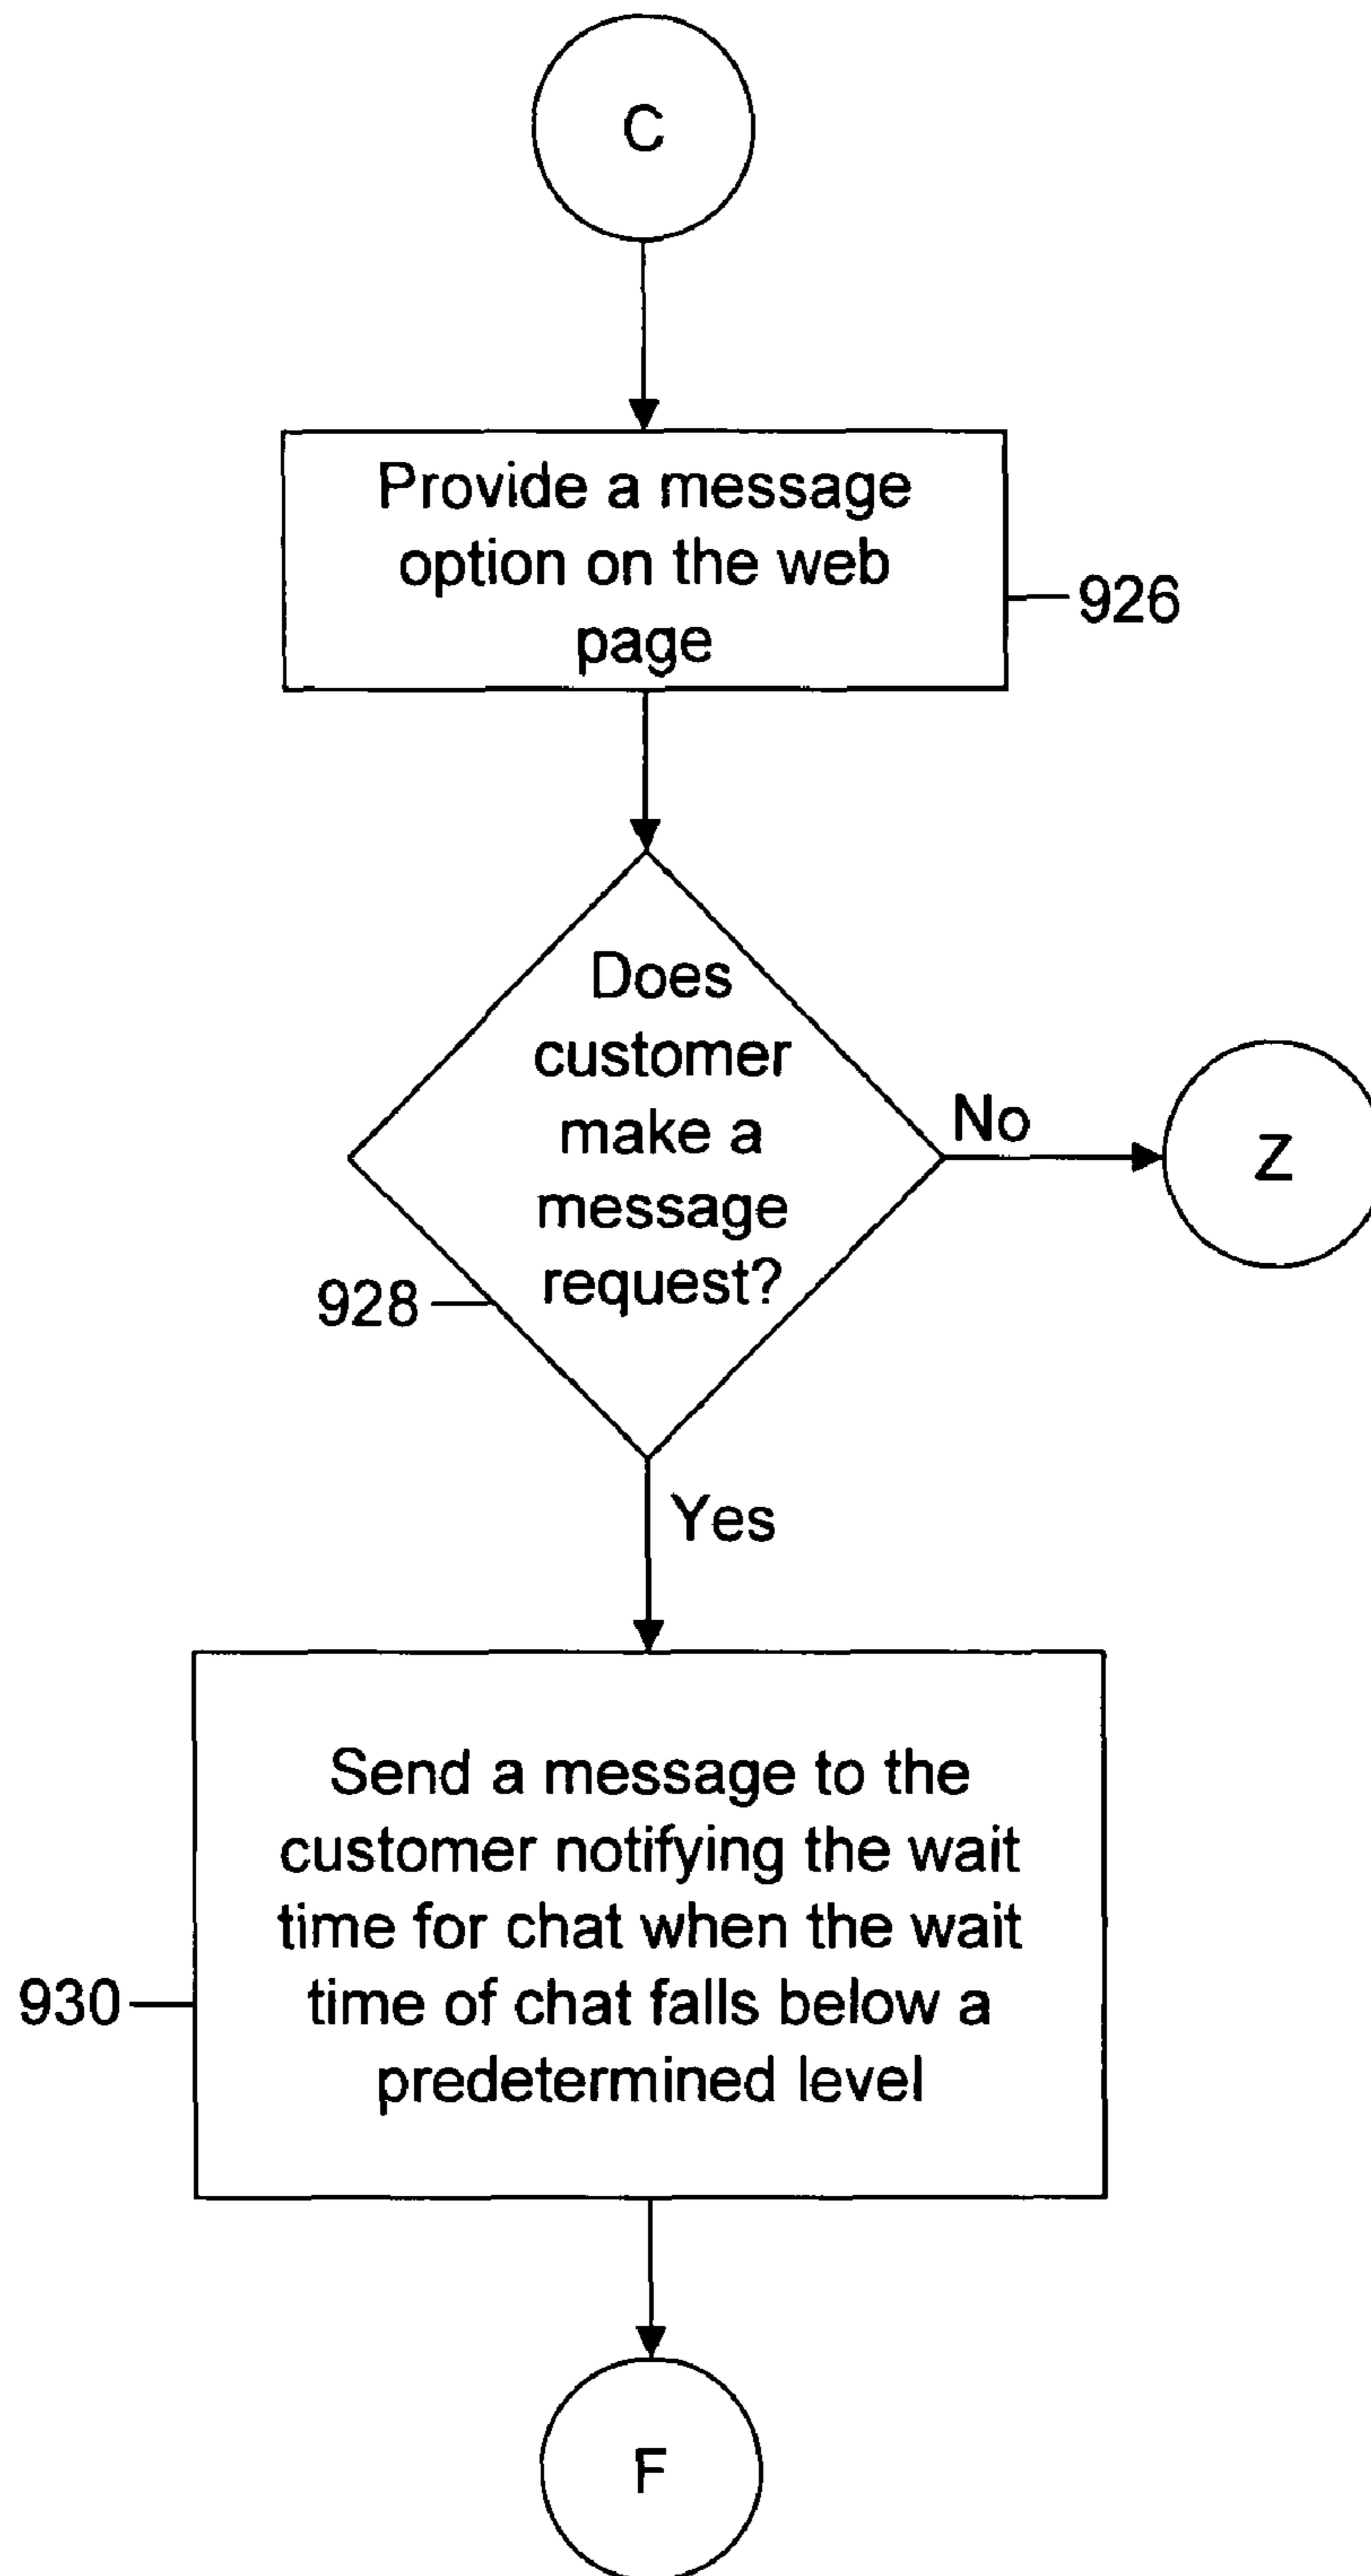 C
Provide a message
option on the web
page
926
Does
customer
make a
message
request?
No
Z
928
Yes
Send a message to the
customer notifying the wait
time for chat when the wait
time of chat falls below a
predetermined level
930
F